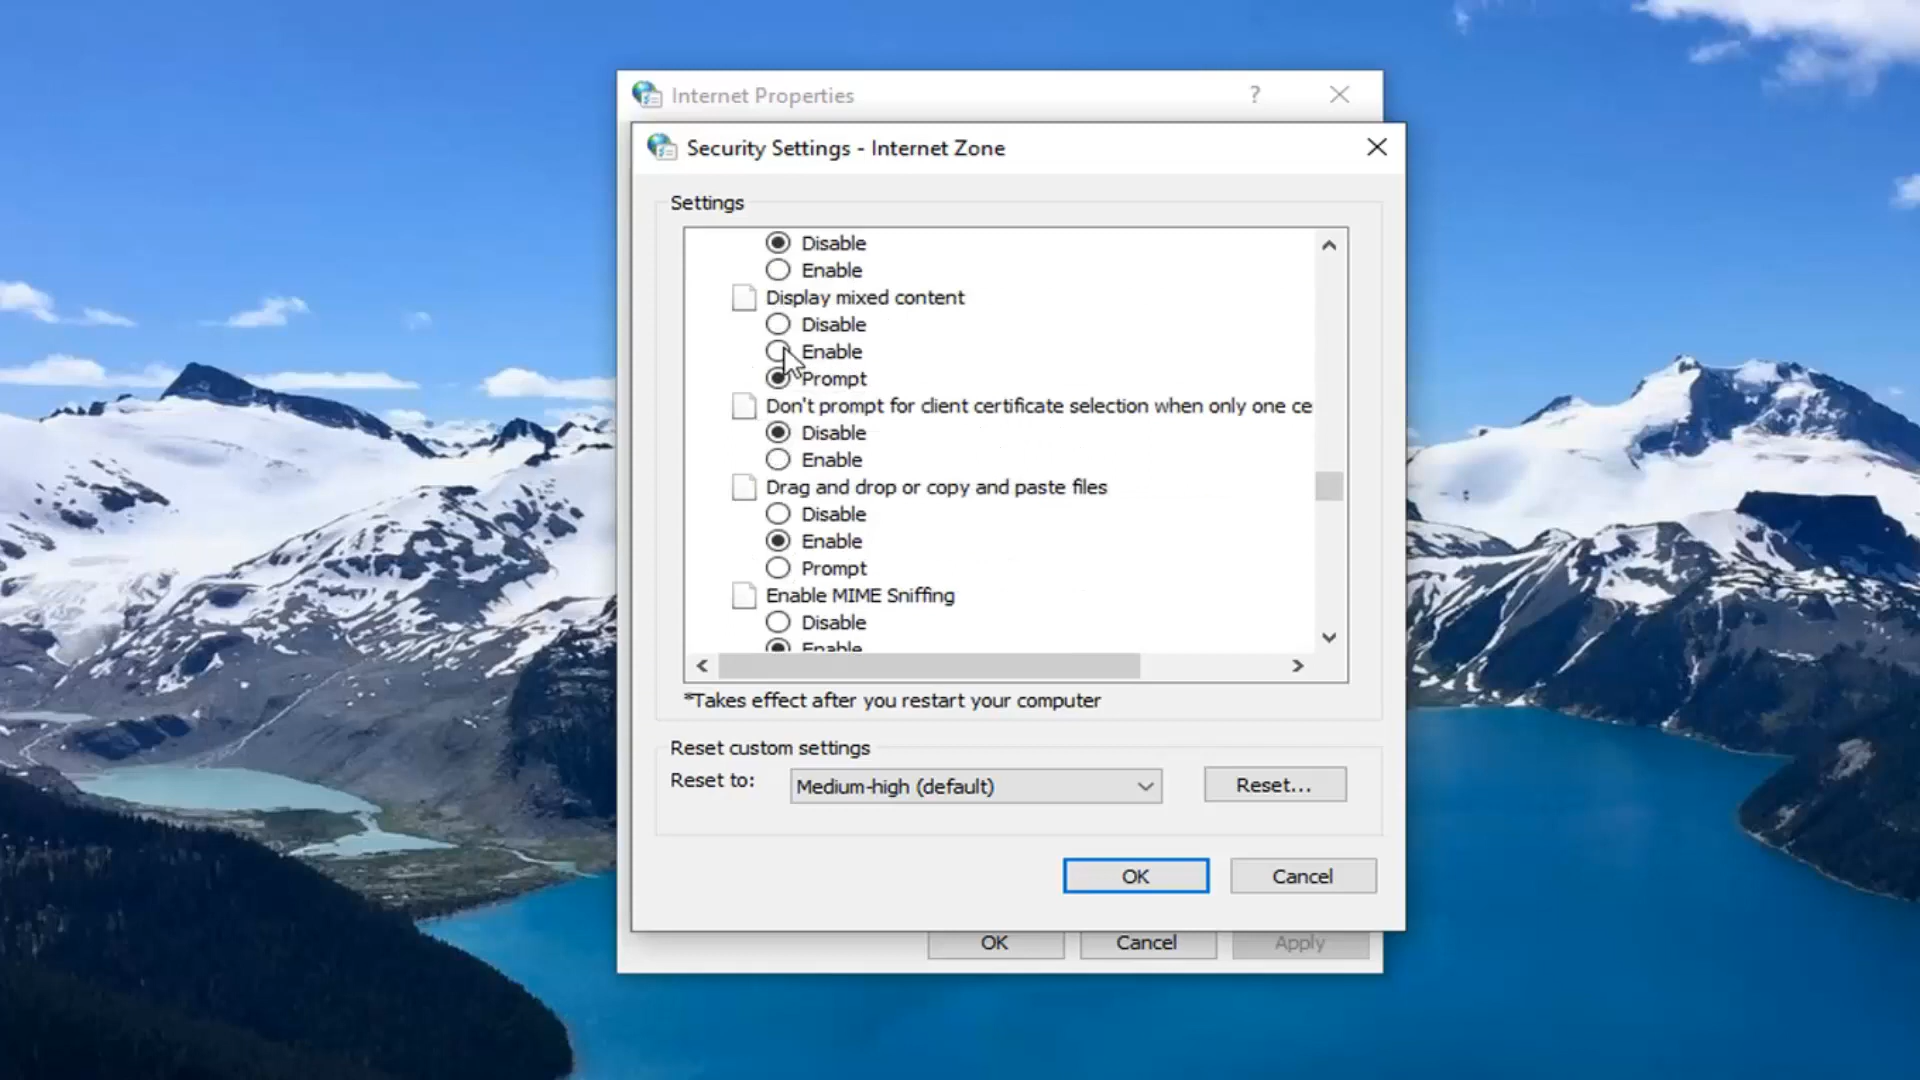 Internet Properties
?
Security Settings - Internet Zone
Settings
Disable
Enable
Display mixed content
Disable
Enable
Prompt
Don't prompt for client certificate selection when only one ce
Disable
Enable
Drag and drop or copy and paste files
Disable
Enable
Prompt
Enable MIME Sniffing
Disable
Enable
*Takes effect after you restart your computer
Reset custom settings
Reset to: Medium-high (default) Reset...
OK Cancel
OK Cancel Apply